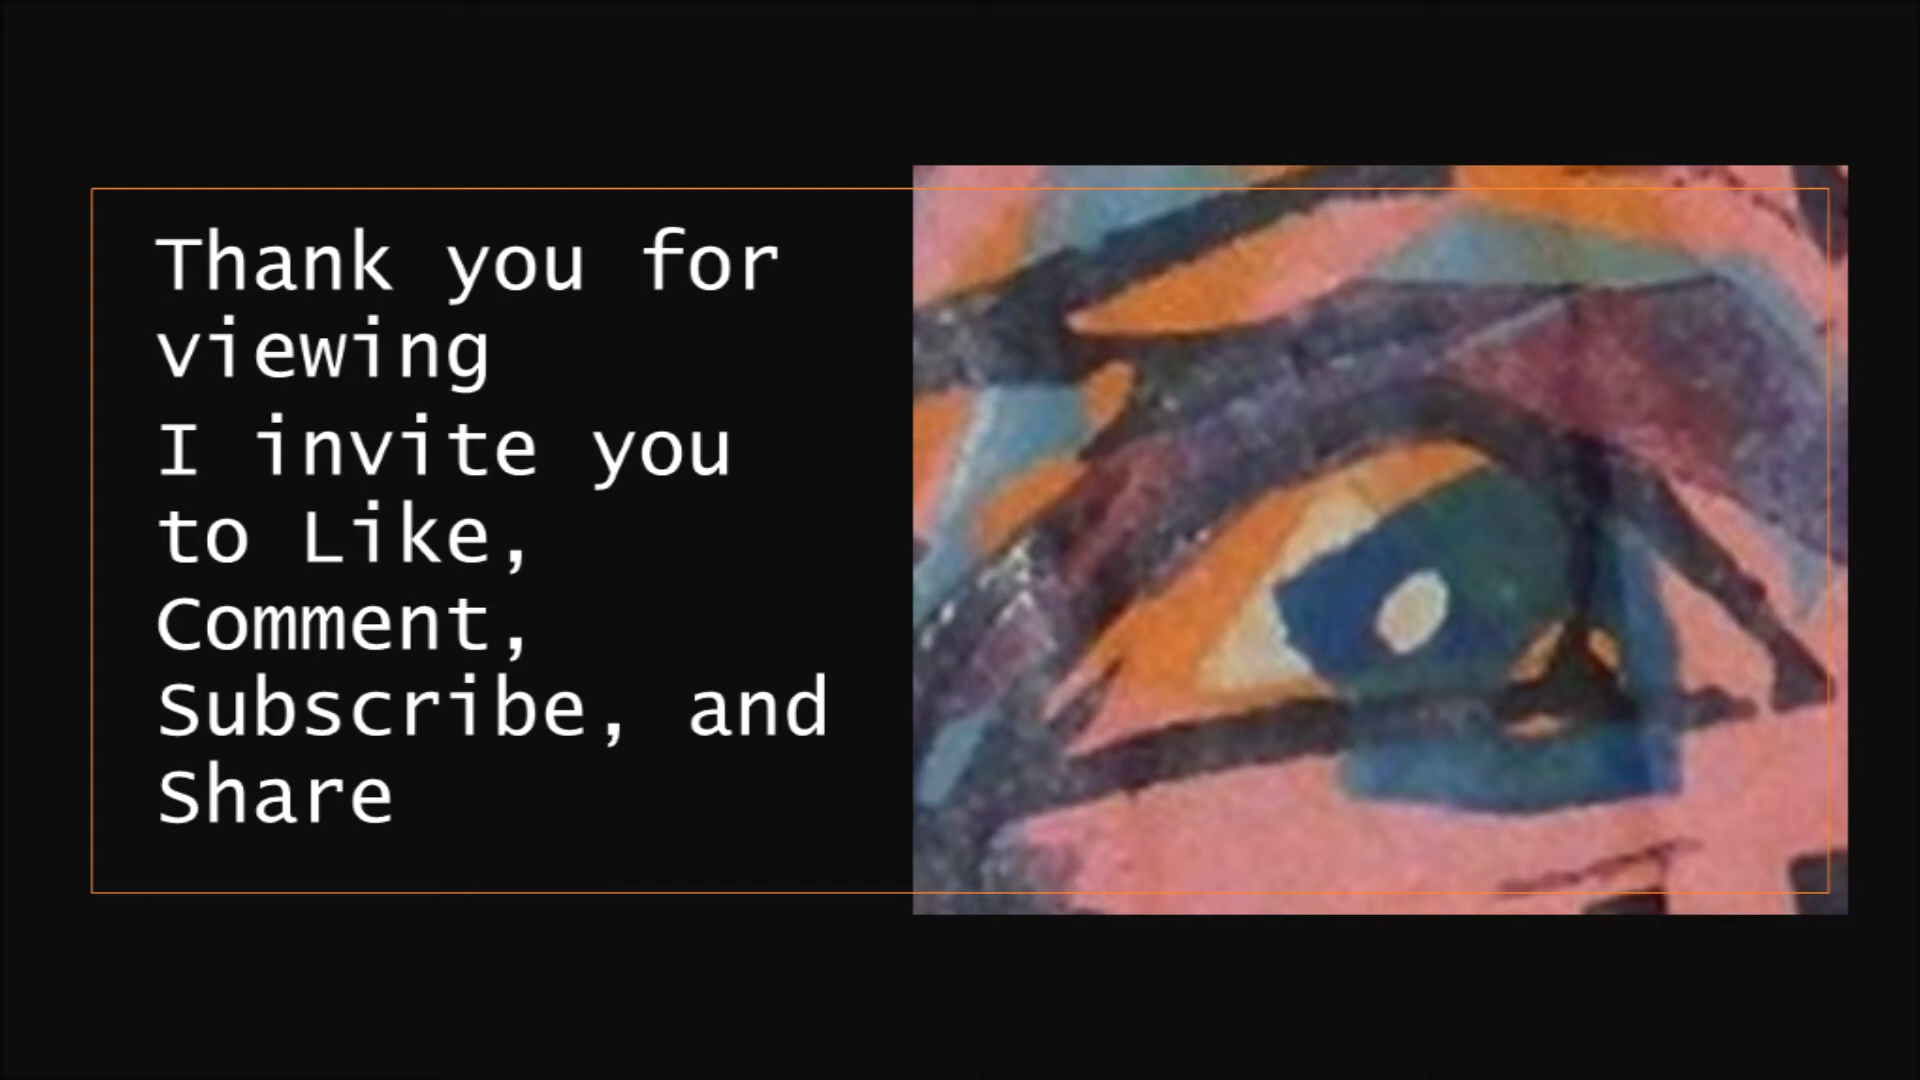 Thank you for
viewing
I invite you
to Like,
Comment,
Subscribe, and
Share